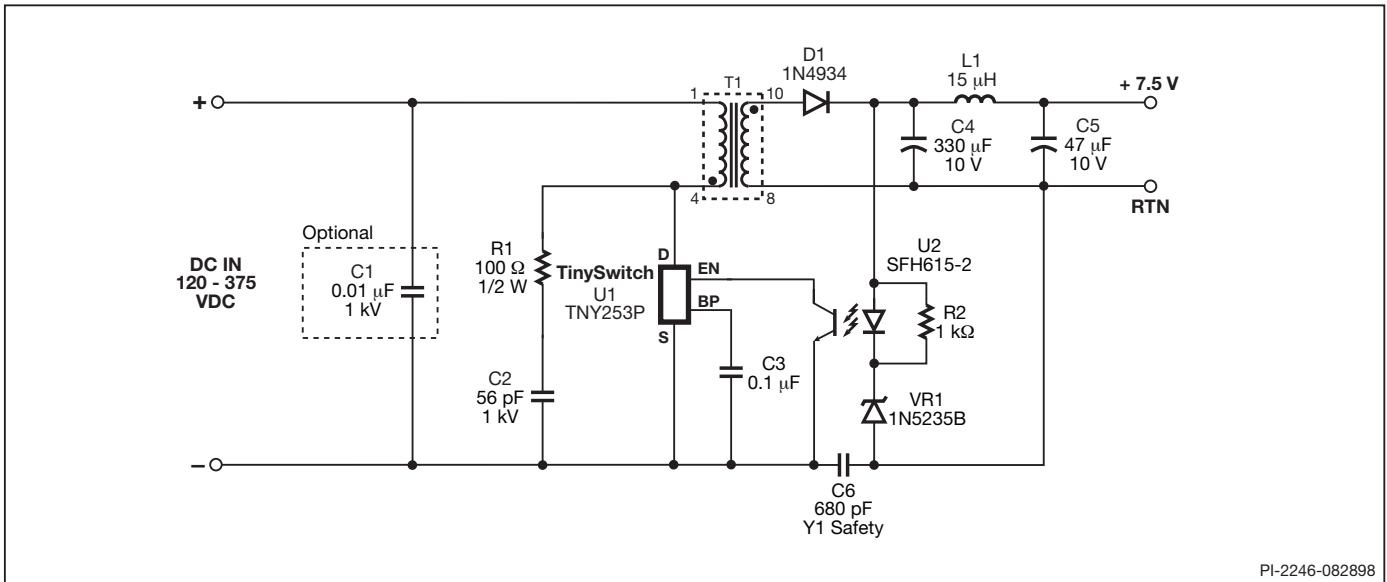 D1
1N4934
L1
15 µH
+ 7.5 V
T1
1
10
+
C4
330 µF
10 V
C5
47 µF
10 V
4
8
RTN
Optional
C1
0.01 µF
1 kV
DC IN
120 - 375
VDC
R1
100 Ω
1/2 W
D
TinySwitch
U1
TNY253P
EN
BP
S
U2
SFH615-2
R2
1 kΩ
C3
0.1 µF
C2
56 pF
1 kV
VR1
1N5235B
–
C6
680 pF
Y1 Safety
PI-2246-082898